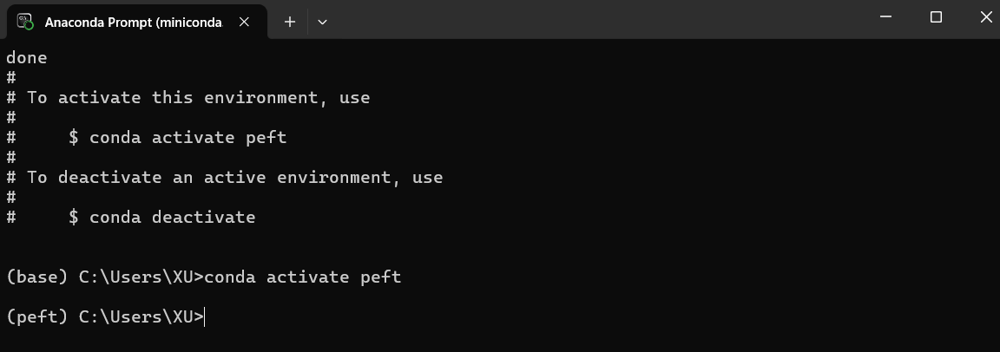 Anaconda Prompt (miniconda
done
#
# To activate this environment, use
#
#     $ conda activate peft
#
# To deactivate an active environment, use
#
#     $ conda deactivate
(base) C:\Users\XU>conda activate peft
(peft) C:\Users\XU>